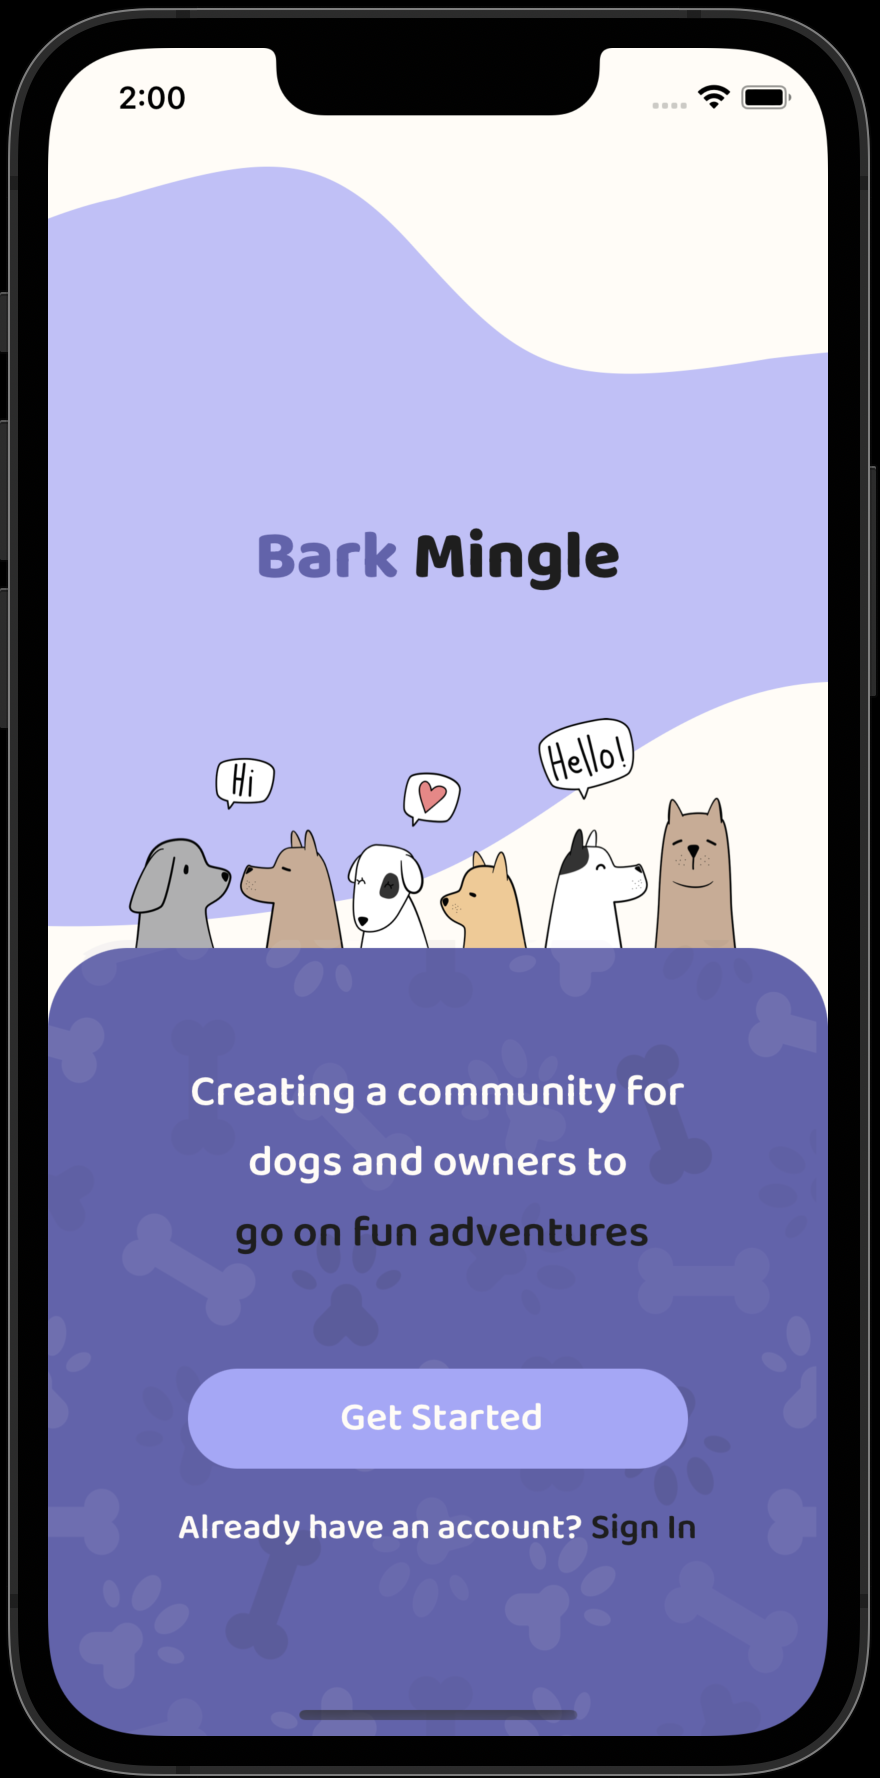 2:00
Bark Mingle
Hi
Hello!
Creating a community for
dogs and owners to
go on fun adventures
Get Started
Already have an account? Sign In